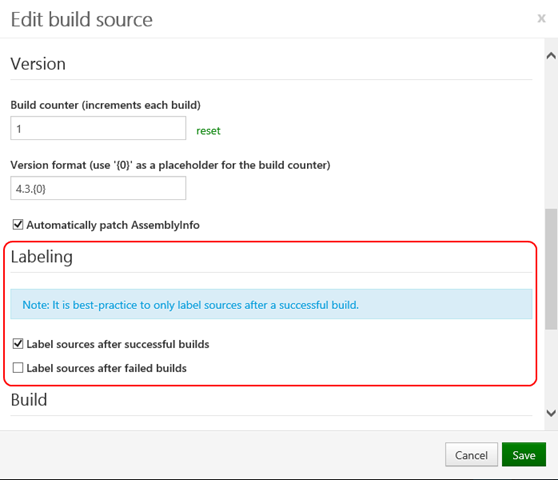 Edit build source
x
Version
Build counter (increments each build)
1
reset
Version format (use '{0}' as a placeholder for the build counter)
4.3.{0}
Automatically patch AssemblyInfo
Labeling
Note: It is best-practice to only label sources after a successful build.
Label sources after successful builds
Label sources after failed builds
Build
Cancel
Save